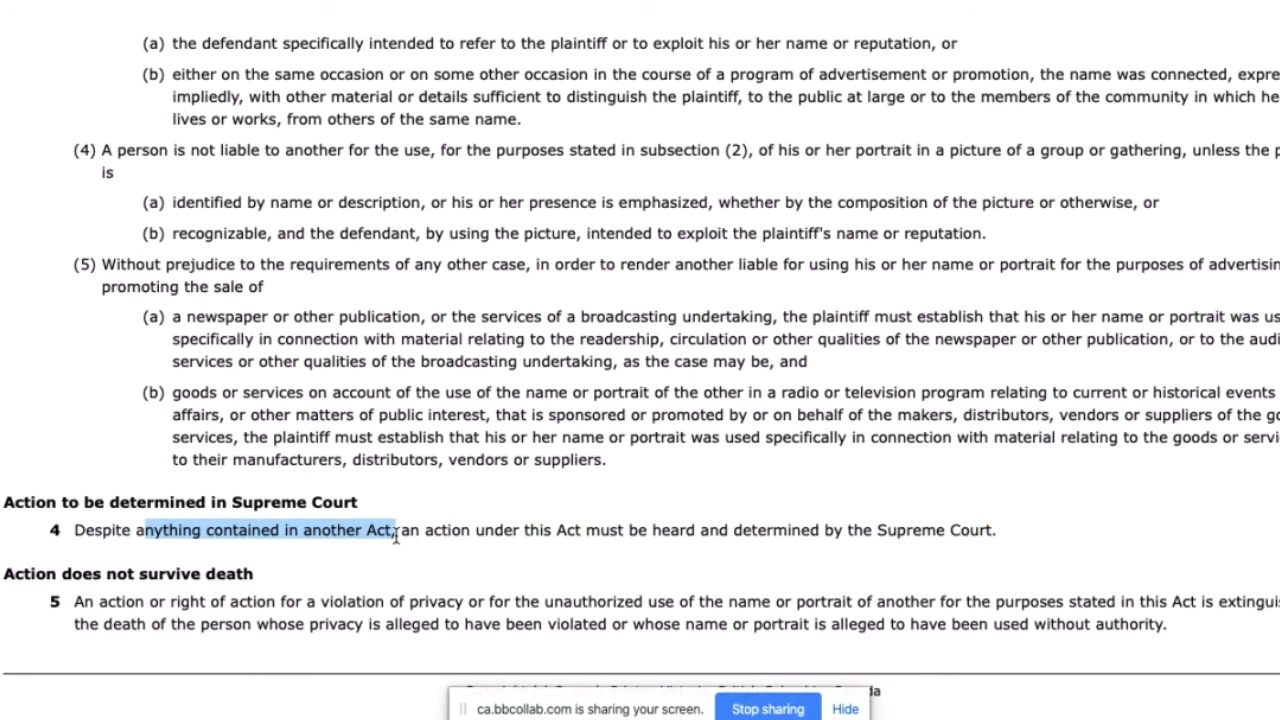 (a) the defendant specifically intended to refer to the plaintiff or to exploit his or her name or reputation, or
(b) either on the same occasion or on some other occasion in the course of a program of advertisement or promotion, the name was connected,
impliedly, with other material or details sufficient to distinguish the plaintiff, to the public at large or to the members of the community in which he
lives or works, from others of the same name.
(4) A person is not liable to another for the use, for the purposes stated in subsection (2), of his or her portrait in a picture of a group or gathering, unless the
is
(a) identified by name or description, or his or her presence is emphasized, whether by the composition of the picture or otherwise, or
(b) recognizable, and the defendant, by using the picture, intended to exploit the plaintiff's name or reputation.
(5) Without prejudice to the requirements of any other case, in order to render another liable for using his or her name or portrait for the purposes of
promoting the sale of
(a) a newspaper or other publication, or the services of a broadcasting undertaking, the plaintiff must establish that his or her name or portrait was
specifically in connection with material relating to the readership, circulation or other qualities of the newspaper or other publication, or to the
services or other qualities of the broadcasting undertaking, as the case may be, and
(b) goods or services on account of the use of the name or portrait of the other in a radio or television program relating to current or historical events
affairs, or other matters of public interest, that is sponsored or promoted by or on behalf of the makers, distributors, vendors or suppliers of the
services, the plaintiff must establish that his or her name or portrait was used specifically in connection with material relating to the goods or
to their manufacturers, distributors, vendors or suppliers.
Action to be determined in Supreme Court
4 Despite anything contained in another Act, an action under this Act must be heard and determined by the Supreme Court.
Action does not survive death
5 An action or right of action for a violation of privacy or for the unauthorized use of the name or portrait of another for the purposes stated in this Act is
the death of the person whose privacy is alleged to have been violated or whose name or portrait is alleged to have been used without authority.
ca.bbcollab.com is sharing your screen.
Stop sharing
Hide